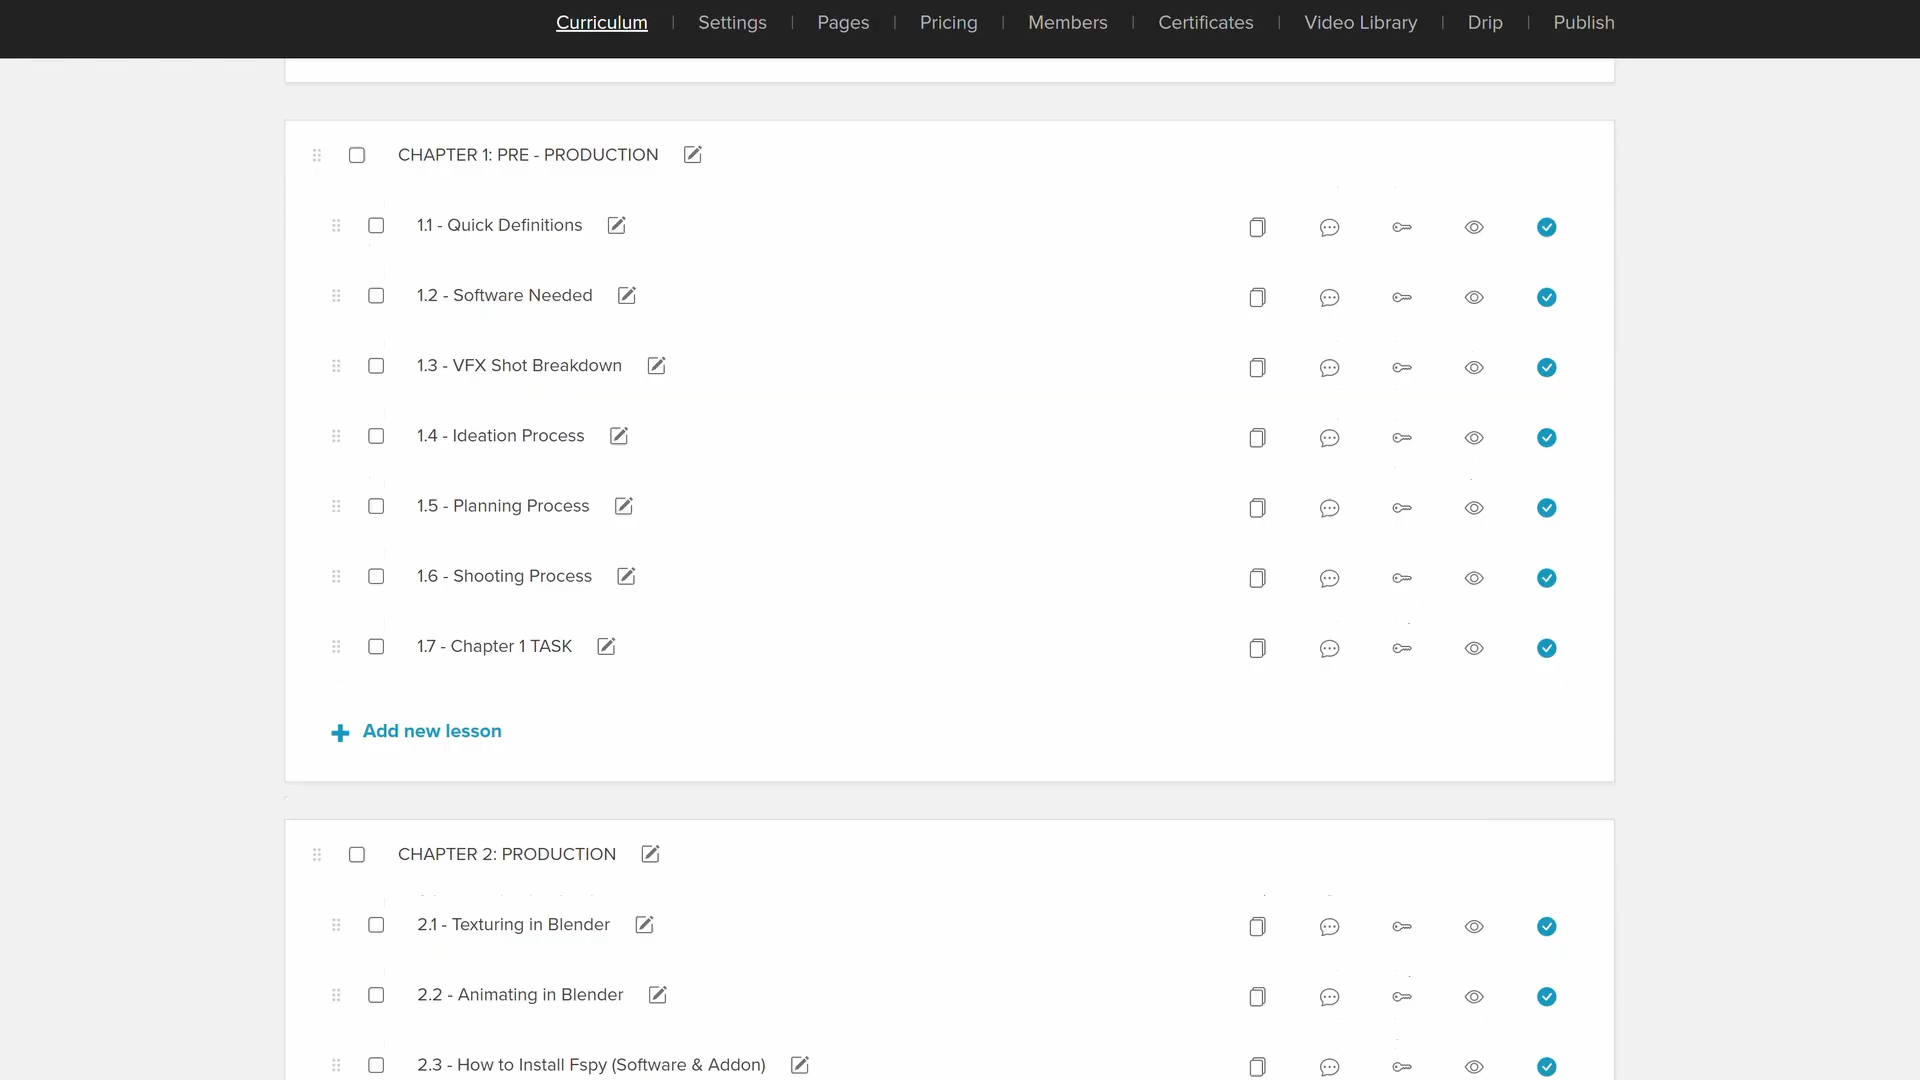 Curriculum | Settings | Pages | Pricing | Members | Certificates | Video Library | Drip | Publish
CHAPTER 1: PRE - PRODUCTION
1.1 - Quick Definitions
1.2 - Software Needed
1.3 - VFX Shot Breakdown
1.4 - Ideation Process
1.5 - Planning Process
1.6 - Shooting Process
1.7 - Chapter 1 TASK
Add new lesson
CHAPTER 2: PRODUCTION
2.1 - Texturing in Blender
2.2 - Animating in Blender
2.3 - How to Install Fspy (Software & Addon)